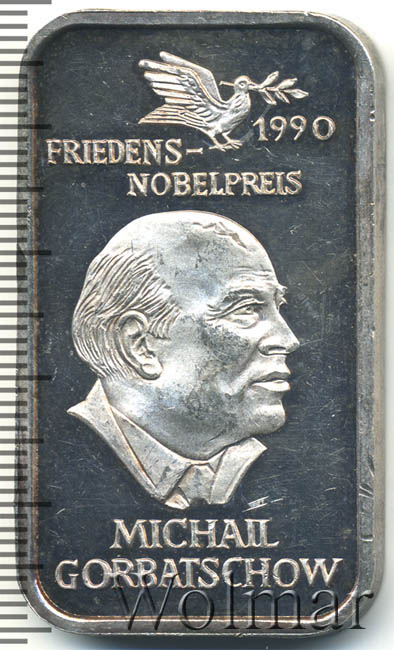 1990
FRIEDENS-
NOBELPREIS
MICHAIL
GORBATSCHOW
Wolmar